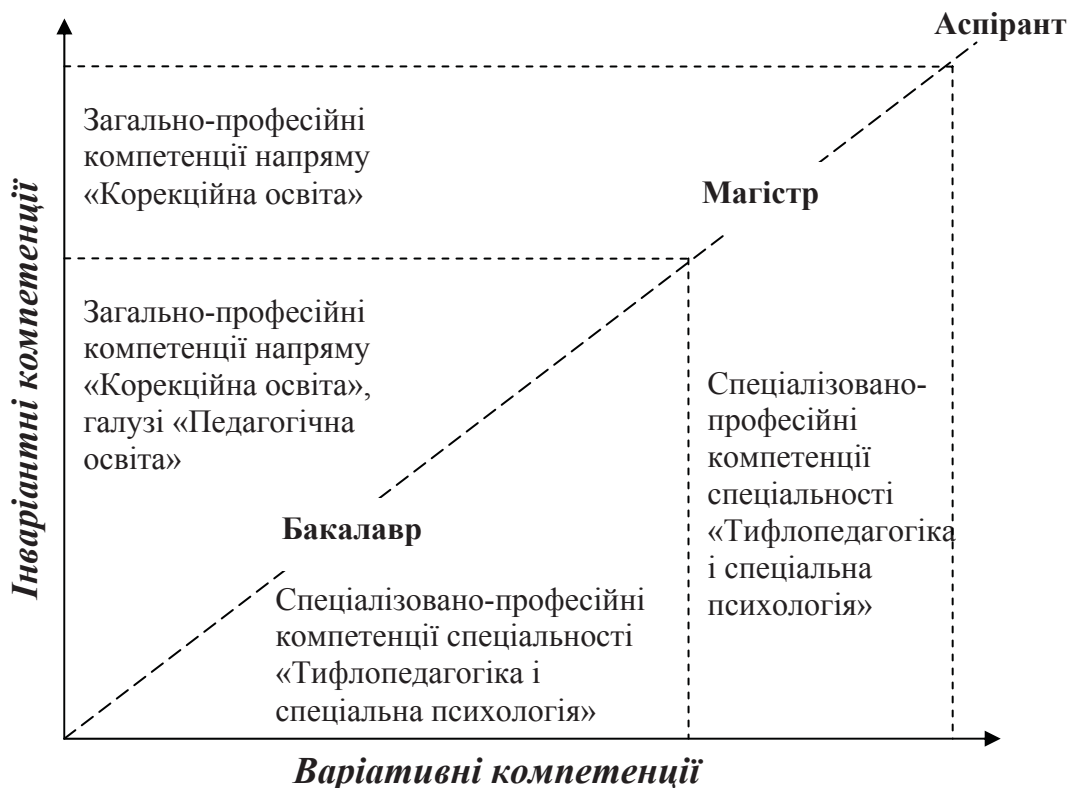 Аспірант
Загально-професійні
компетенції напряму
«Корекційна освіта»
Магістр
Інваріантні компетенції
Загально-професійні
компетенції напряму
«Корекційна освіта»,
галузі «Педагогічна
освіта»
Спеціалізовано-
професійні
компетенції
спеціальності
«Тифлопедагогіка
і спеціальна
психологія»
Бакалавр
Спеціалізовано-професійні
компетенції спеціальності
«Тифлопедагогіка і
спеціальна психологія»
Варіативні компетенції